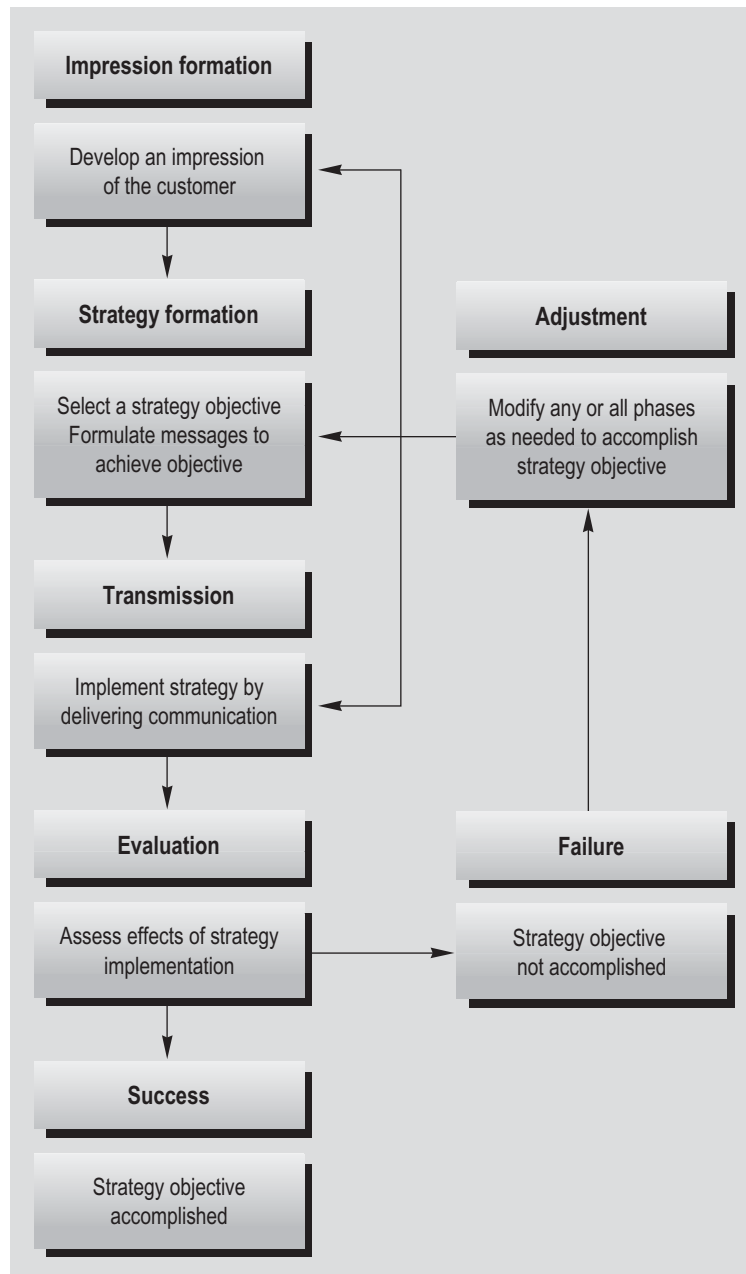 Impression formation
Develop an impression
of the customer
Strategy formation
Select a strategy objective
Formulate messages to
achieve objective
Transmission
Implement strategy by
delivering communication
Evaluation
Assess effects of strategy
implementation
Success
Strategy objective
accomplished
Adjustment
Modify any or all phases
as needed to accomplish
strategy objective
Failure
Strategy objective
not accomplished